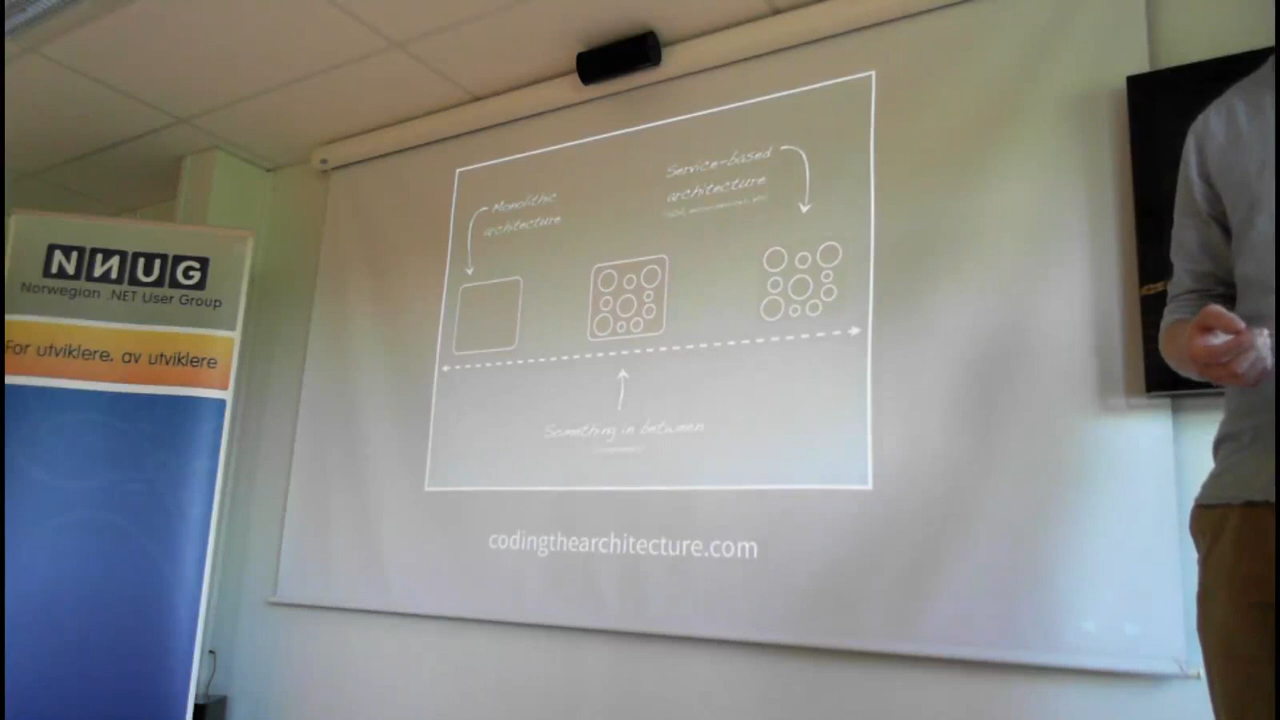 NNUG
Norwegian .NET User Group
For utviklere, av utviklere
Monolithic
architecture
Service-based
architecture
Something in between
codingthearchitecture.com